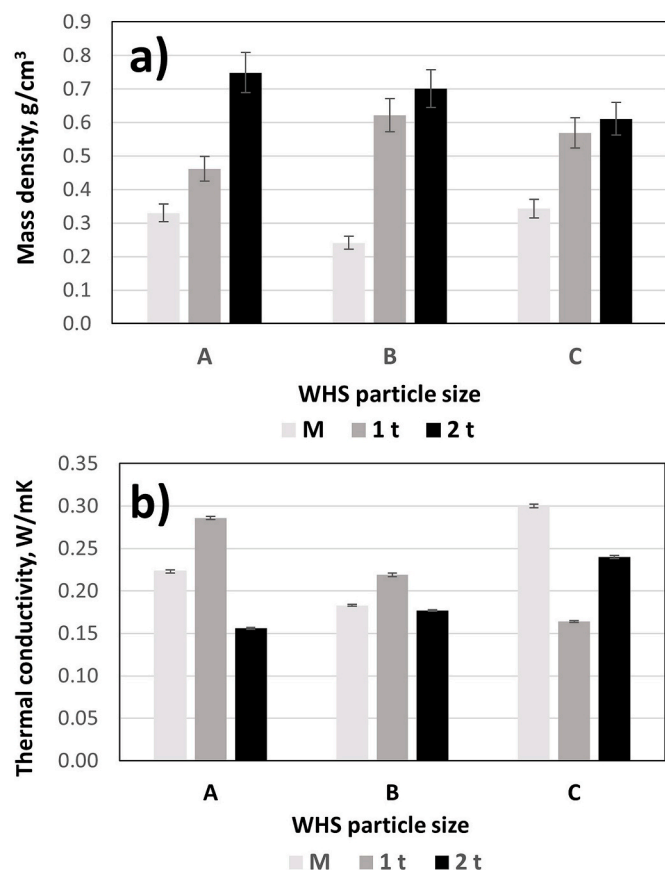 a)
Mass density, g/cm³
0.9
0.8
0.7
0.6
0.5
0.4
0.3
0.2
0.1
0.0
A B C
WHS particle size
M 1 t 2 t
b)
Thermal conductivity, W/mK
0.35
0.30
0.25
0.20
0.15
0.10
0.05
0.00
A B C
WHS particle size
M 1 t 2 t